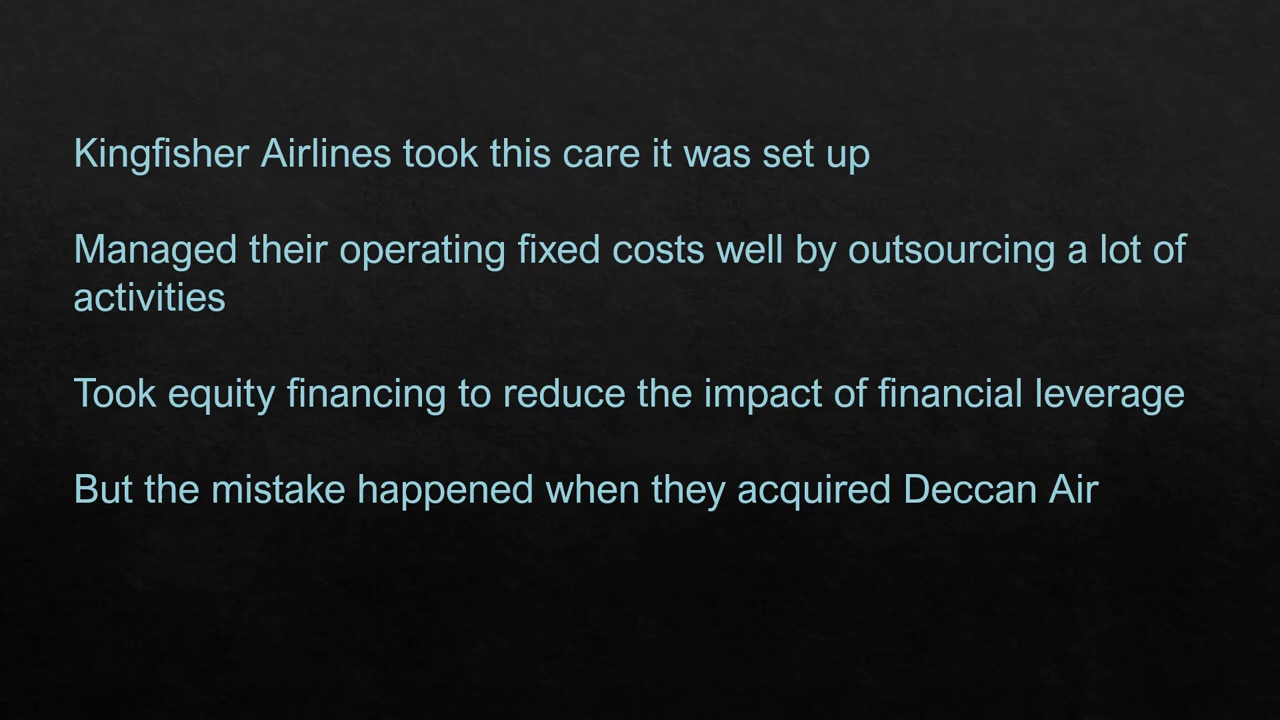 Kingfisher Airlines took this care it was set up
Managed their operating fixed costs well by outsourcing a lot of
activities
Took equity financing to reduce the impact of financial leverage
But the mistake happened when they acquired Deccan Air